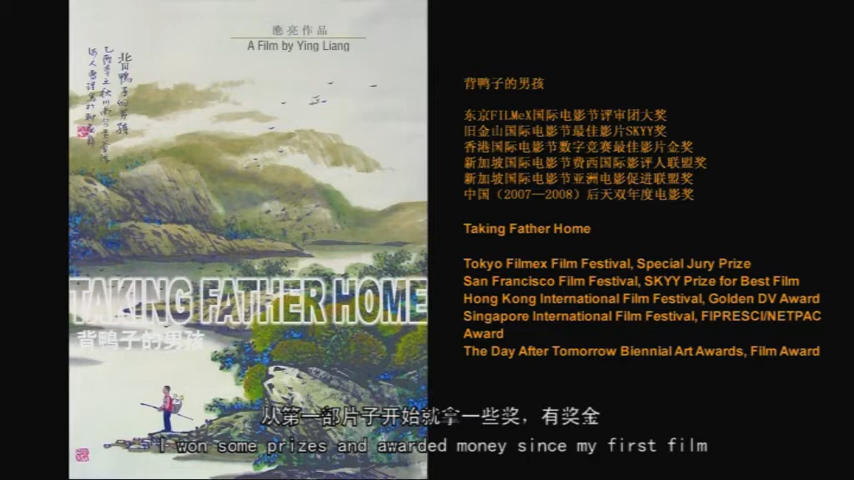 應亮作品
A Film by Ying Liang
背鴨子的男孩
TAKING FATHER HOME
背鴨子的男孩
背鸭子的男孩
东京FILMeX国际电影节评审团大奖
旧金山国际电影节最佳影片SKYY奖
香港国际电影节数字竞赛最佳影片金奖
新加坡国际电影节费西国际影评人联盟奖
新加坡国际电影节亚洲电影促进联盟奖
中国（2007—2008）后天双年度电影奖
Taking Father Home
Tokyo Filmex Film Festival, Special Jury Prize
San Francisco Film Festival, SKYY Prize for Best Film
Hong Kong International Film Festival, Golden DV Award
Singapore International Film Festival, FIPRESCI/NETPAC
Award
The Day After Tomorrow Biennial Art Awards, Film Award
从第一部片子开始就拿一些奖，有奖金
I won some prizes and awarded money since my first film